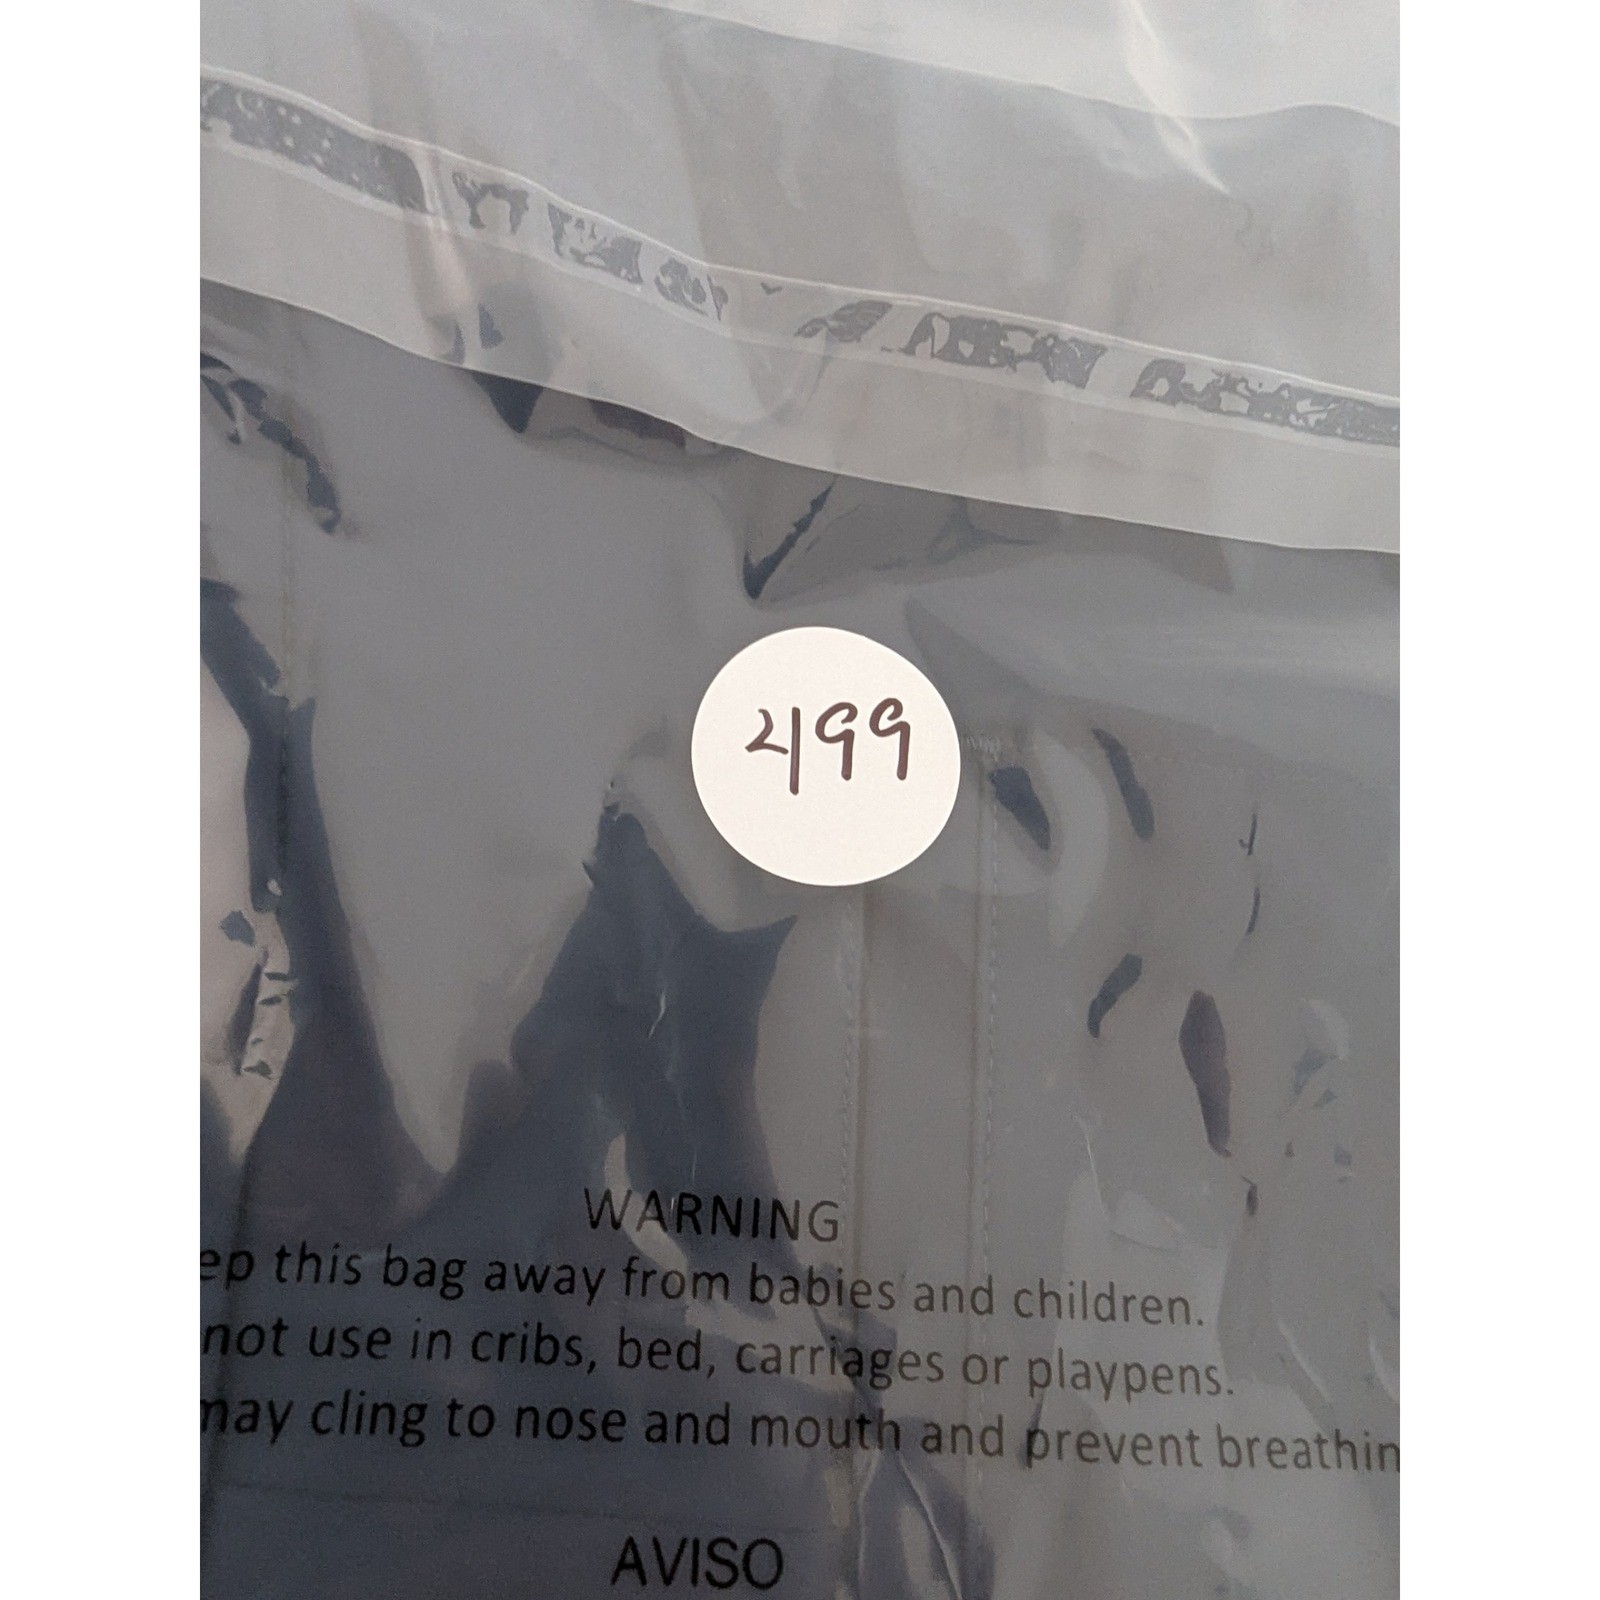 499
WARNING
ep this bag away from babies and children.
not use in cribs, bed, carriages or playpens.
may cling to nose and mouth and prevent breathin
AVISO